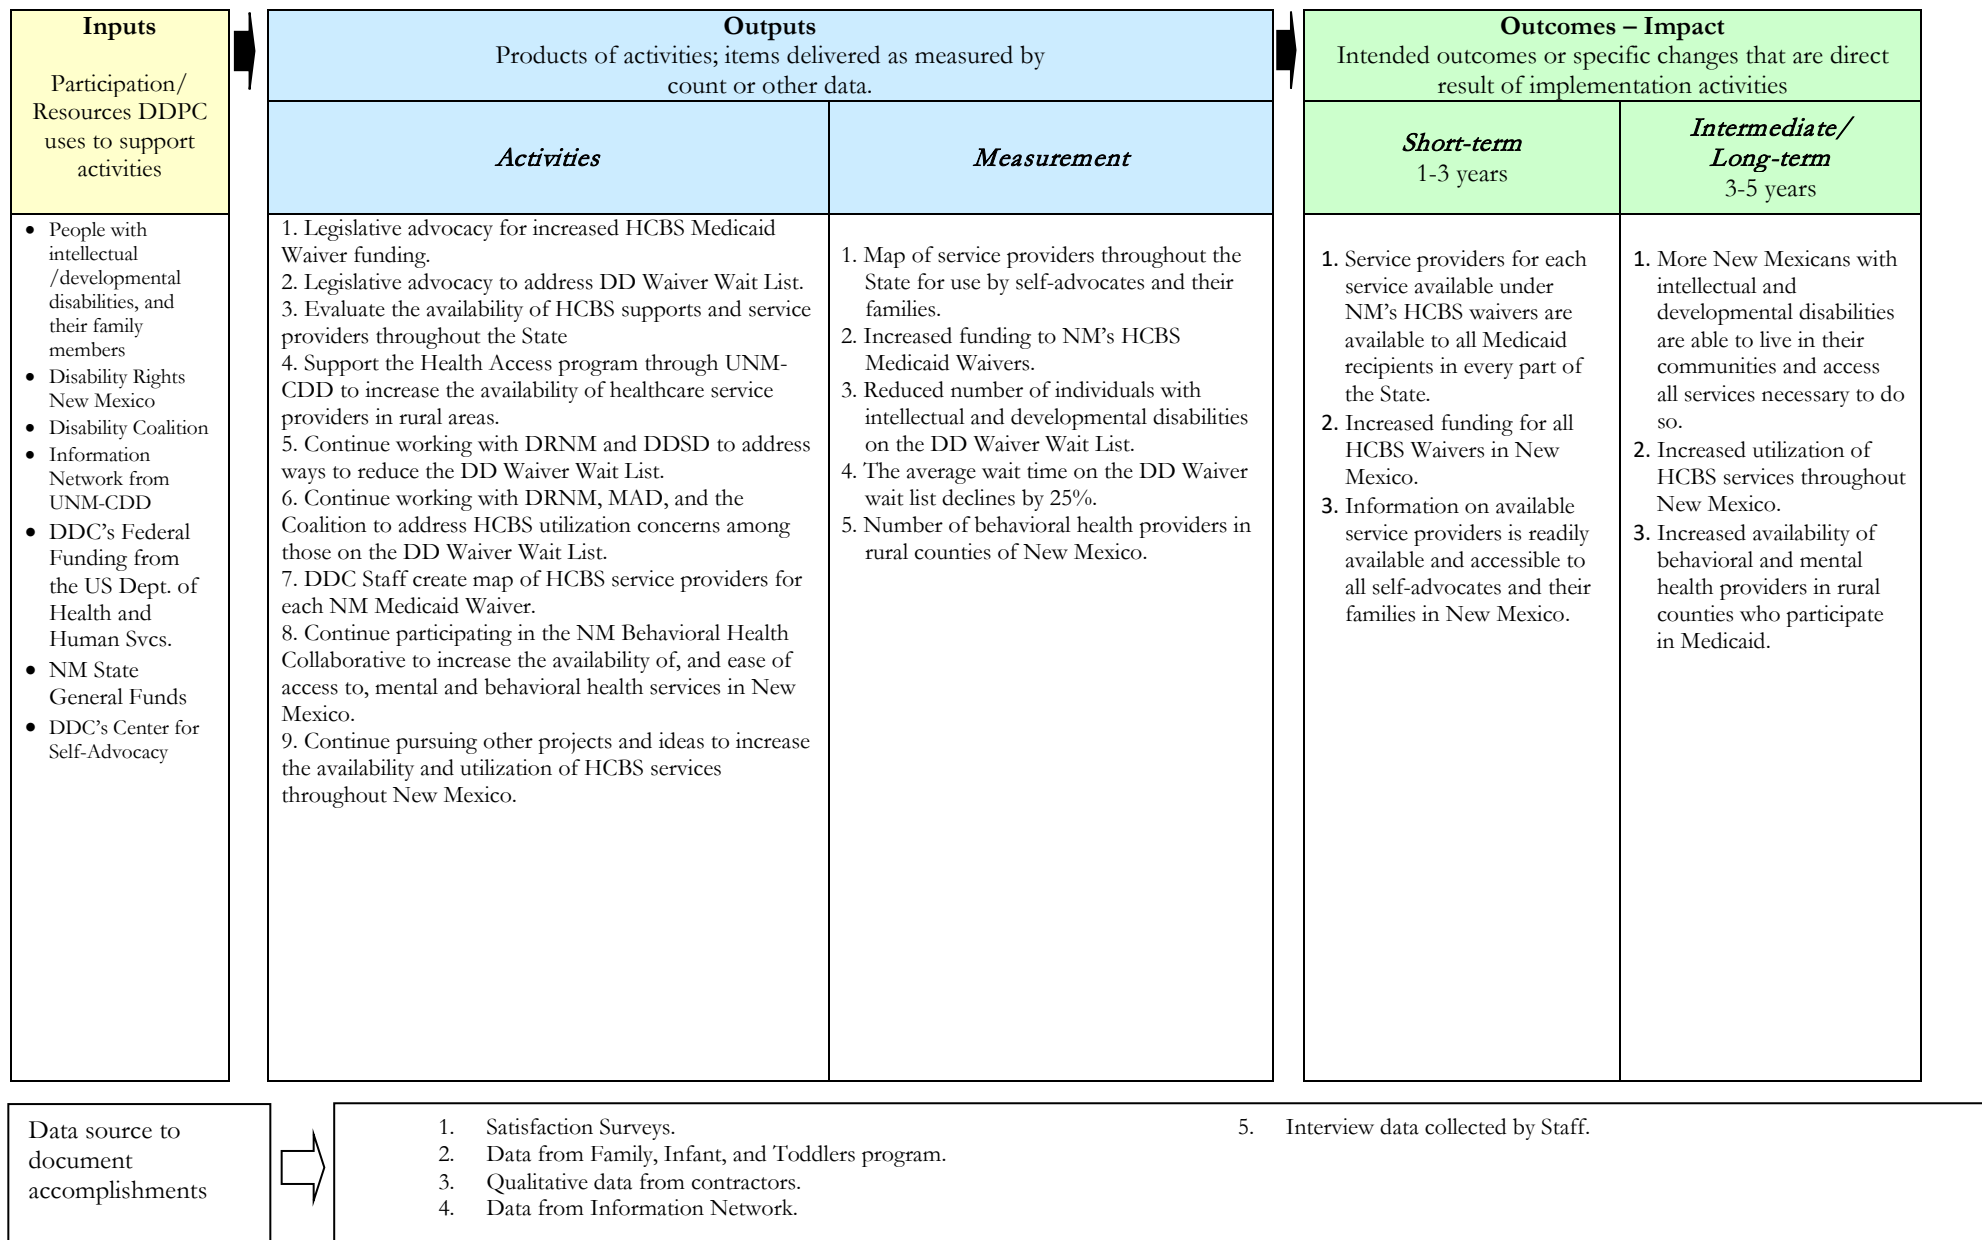 Inputs
Participation/
Resources DDPC
uses to support
activities
Outputs
Products of activities; items delivered as measured by
count or other data.
Outcomes – Impact
Intended outcomes or specific changes that are direct
result of implementation activities
Activities
Measurement
Short-term
1-3 years
Intermediate/
Long-term
3-5 years
• People with
intellectual
/developmental
disabilities, and
their family
members
• Disability Rights
New Mexico
• Disability Coalition
• Information
Network from
UNM-CDD
• DDC's Federal
Funding from
the US Dept. of
Health and
Human Svcs.
• NM State
General Funds
• DDC's Center for
Self-Advocacy
1. Legislative advocacy for increased HCBS Medicaid
Waiver funding.
2. Legislative advocacy to address DD Waiver Wait List.
3. Evaluate the availability of HCBS supports and service
providers throughout the State
4. Support the Health Access program through UNM-
CDD to increase the availability of healthcare service
providers in rural areas.
5. Continue working with DRNM and DDSD to address
ways to reduce the DD Waiver Wait List.
6. Continue working with DRNM, MAD, and the
Coalition to address HCBS utilization concerns among
those on the DD Waiver Wait List.
7. DDC Staff create map of HCBS service providers for
each NM Medicaid Waiver.
8. Continue participating in the NM Behavioral Health
Collaborative to increase the availability of, and ease of
access to, mental and behavioral health services in New
Mexico.
9. Continue pursuing other projects and ideas to increase
the availability and utilization of HCBS services
throughout New Mexico.
1. Map of service providers throughout the
State for use by self-advocates and their
families.
2. Increased funding to NM's HCBS
Medicaid Waivers.
3. Reduced number of individuals with
intellectual and developmental disabilities
on the DD Waiver Wait List.
4. The average wait time on the DD Waiver
wait list declines by 25%.
5. Number of behavioral health providers in
rural counties of New Mexico.
1. Service providers for each
service available under
NM's HCBS waivers are
available to all Medicaid
recipients in every part of
the State.
2. Increased funding for all
HCBS Waivers in New
Mexico.
3. Information on available
service providers is readily
available and accessible to
all self-advocates and their
families in New Mexico.
1. More New Mexicans with
intellectual and
developmental disabilities
are able to live in their
communities and access
all services necessary to do
so.
2. Increased utilization of
HCBS services throughout
New Mexico.
3. Increased availability of
behavioral and mental
health providers in rural
counties who participate
in Medicaid.
Data source to
document
accomplishments
1. Satisfaction Surveys.
2. Data from Family, Infant, and Toddlers program.
3. Qualitative data from contractors.
4. Data from Information Network.
5. Interview data collected by Staff.